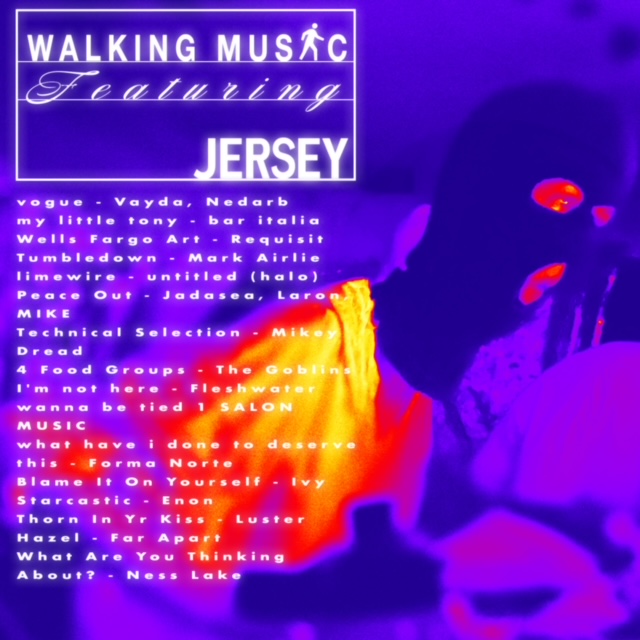 WALKING MUSIC
Featuring
JERSEY
vogue - Vayda, Nedarb
my little tony - bar italia
Wells Fargo Art - Requisit
Tumbledown - Mark Airlie
limewire - untitled (halo)
Peace Out - Jadasea, Laron,
MIKE
Technical Selection - Mikey
Dread
4 Food Groups - The Goblins
I'm not here - Fleshwater
wanna be tied 1 SALON
MUSIC
what have i done to deserve
this - Forma Norte
Blame It On Yourself - Ivy
Starcastic - Enon
Thorn In Yr Kiss - Luster
Hazel - Far Apart
What Are You Thinking
About? - Ness Lake